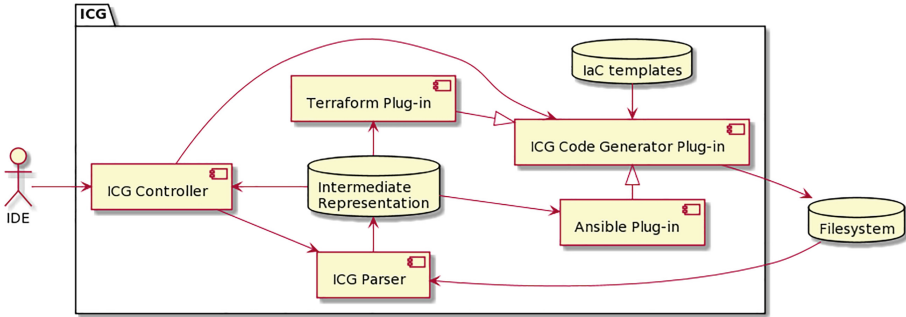 ICG
IaC templates
Terraform Plug-in
ICG Code Generator Plug-in
ICG Controller
Intermediate
Representation
IDE
Ansible Plug-in
Filesystem
ICG Parser